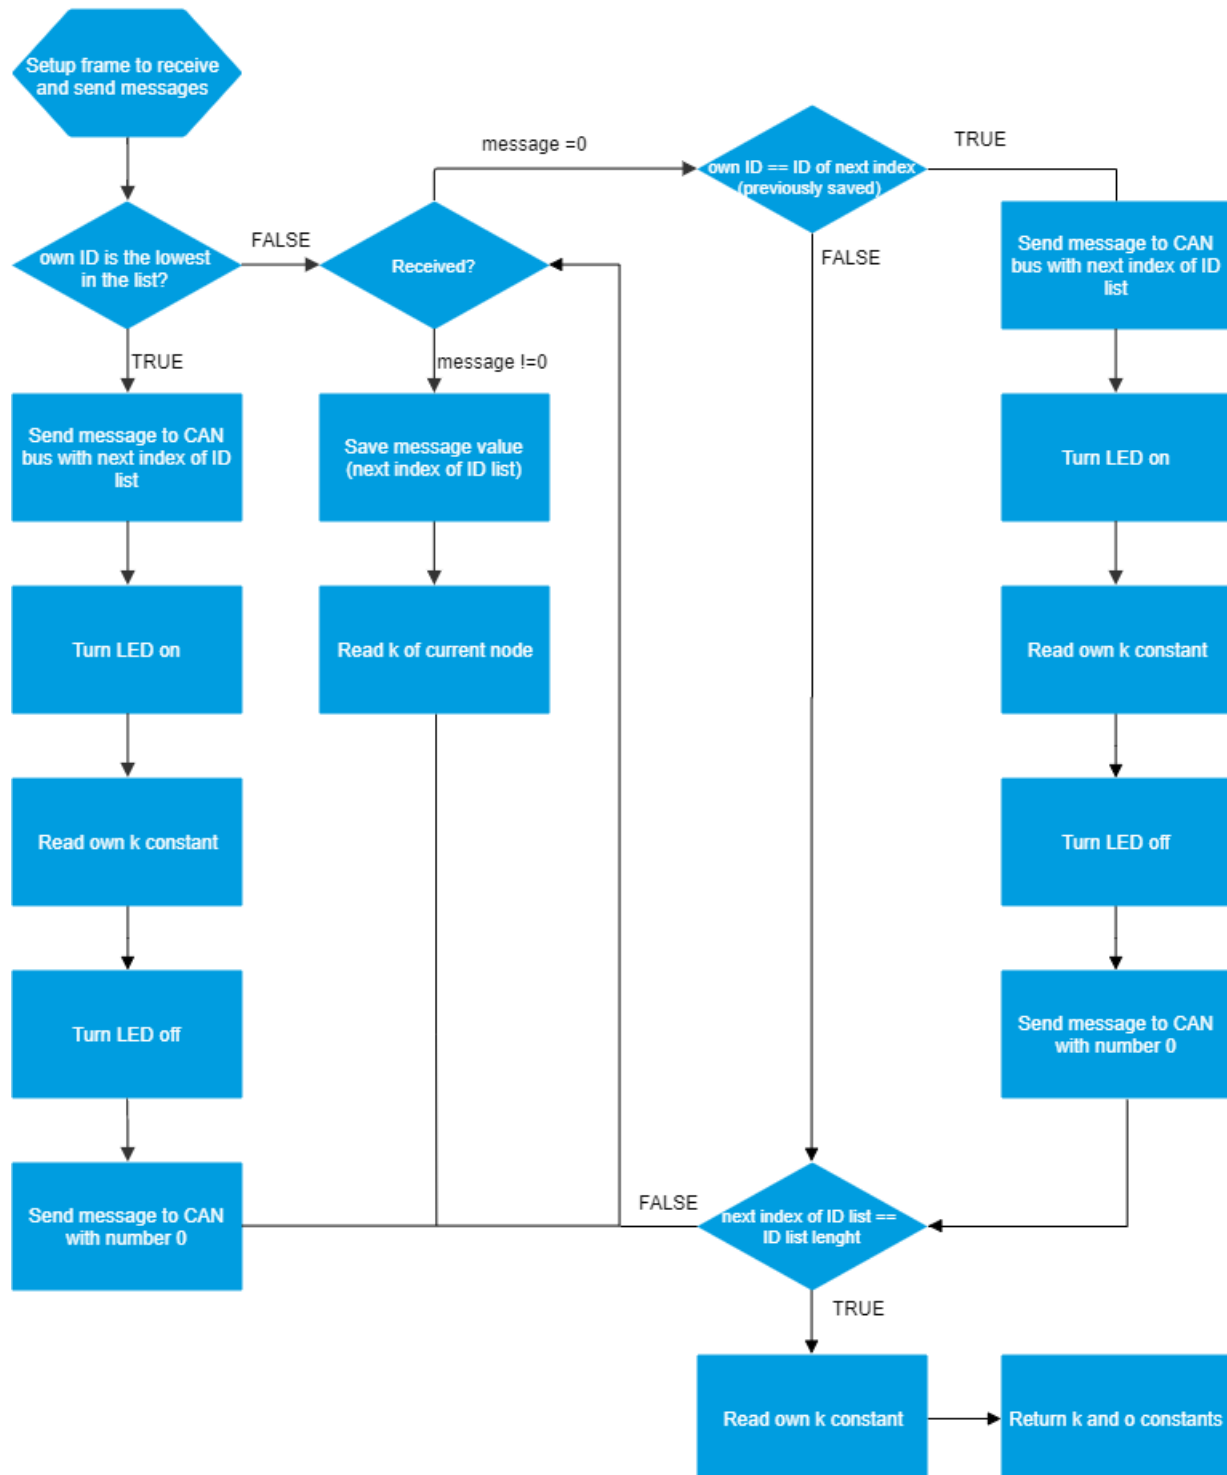 Setup frame to receive
and send messages
own ID is the lowest
in the list?
FALSE
TRUE
Send message to CAN
bus with next index of ID
list
Turn LED on
Read own k constant
Turn LED off
Send message to CAN
with number 0
Received?
message =0
message !=0
Save message value
(next index of ID list)
Read k of current node
own ID == ID of next index
(previously saved)
TRUE
FALSE
Send message to CAN
bus with next index of ID
list
Turn LED on
Read own k constant
Turn LED off
Send message to CAN
with number 0
next index of ID list ==
ID list lenght
FALSE
TRUE
Read own k constant
Return k and o constants